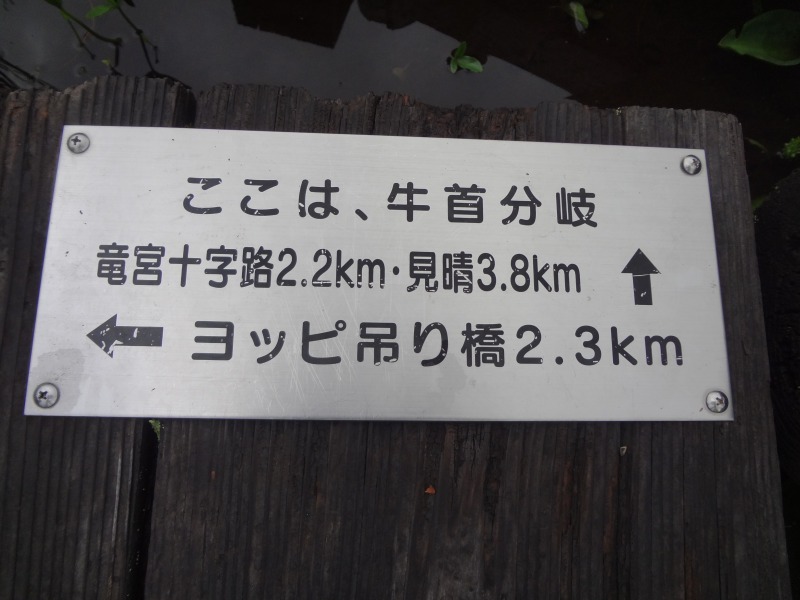 ここは、牛首分岐
竜宮十字路2.2km・見晴3.8km ↑
← ヨッピ吊り橋2.3km